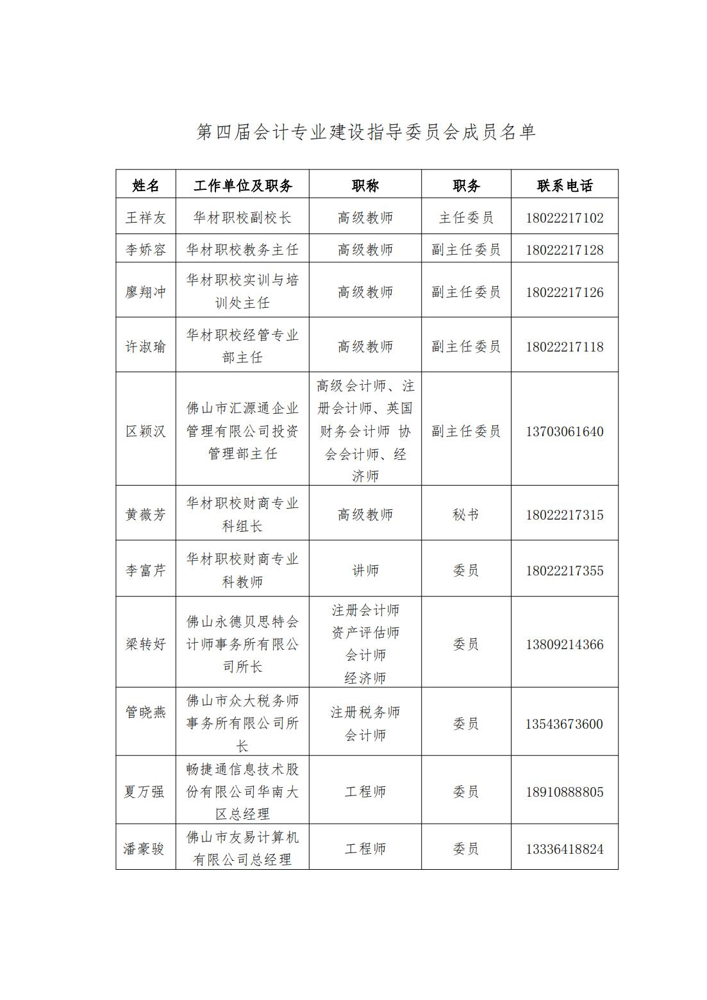 第四届会计专业建设指导委员会成员名单
姓名 工作单位及职务 职称 职务 联系电话
王祥友 华材职校副校长 高级教师 主任委员 18022217102
李娇容 华材职校教务主任 高级教师 副主任委员 18022217128
廖翔冲 华材职校实训与培
训处主任 高级教师 副主任委员 18022217126
许淑瑜 华材职校经管专业
部主任 高级教师 副主任委员 18022217118
区颖汉 佛山市汇源通企业
管理有限公司投资
管理部主任
高级会计师、注
册会计师、英国
财务会计师 协
会会计师、经
济师
副主任委员 13703061640
黄薇芳 华材职校财商专业
科组长 高级教师 秘书 18022217315
李富芹 华材职校财商专业
科教师 讲师 委员 18022217355
梁转好 佛山永德贝思特会
计师事务所有限公
司所长
注册会计师
资产评估师
会计师
经济师
委员 13809214366
管晓燕 佛山市众大税务师
事务所有限公司所
长
注册税务师
会计师
委员 13543673600
夏万强 畅捷通信息技术股
份有限公司华南大
区总经理
工程师 委员 18910888805
潘豪骏 佛山市友易计算机
有限公司总经理
工程师 委员 13336418824